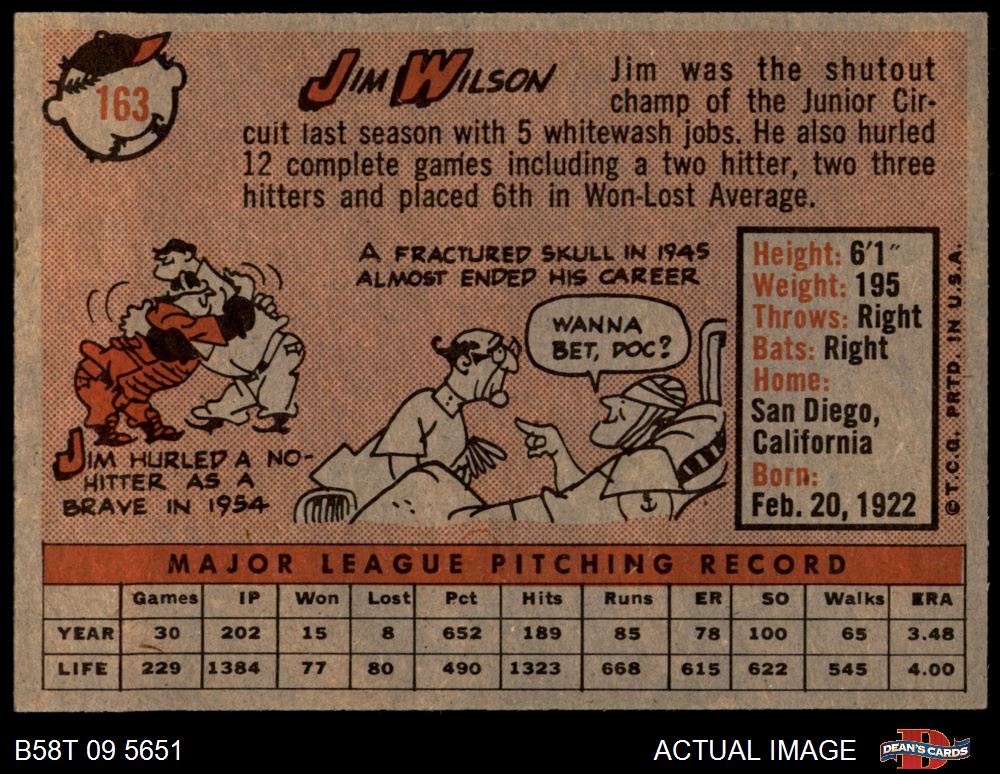 163
JIM WILSON
Jim was the shutout
champ of the Junior Cir-
cuit last season with 5 whitewash jobs. He also hurled
12 complete games including a two hitter, two three
hitters and placed 6th in Won-Lost Average.
A FRACTURED SKULL IN 1945
ALMOST ENDED HIS CAREER
WANNA
BET, DOC?
JIM HURLED A NO-
HITTER AS A
BRAVE IN 1954
Height: 6'1"
Weight: 195
Throws: Right
Bats: Right
Home:
San Diego,
California
Born:
Feb. 20, 1922
© T.C.G. PRTD. IN U.S.A.
MAJOR LEAGUE PITCHING RECORD
Games IP Won Lost Pct Hits Runs ER SO Walks ERA
YEAR 30 202 15 8 652 189 85 78 100 65 3.48
LIFE 229 1384 77 80 490 1323 668 615 622 545 4.00
B58T 09 5651 ACTUAL IMAGE DEAN'S CARDS